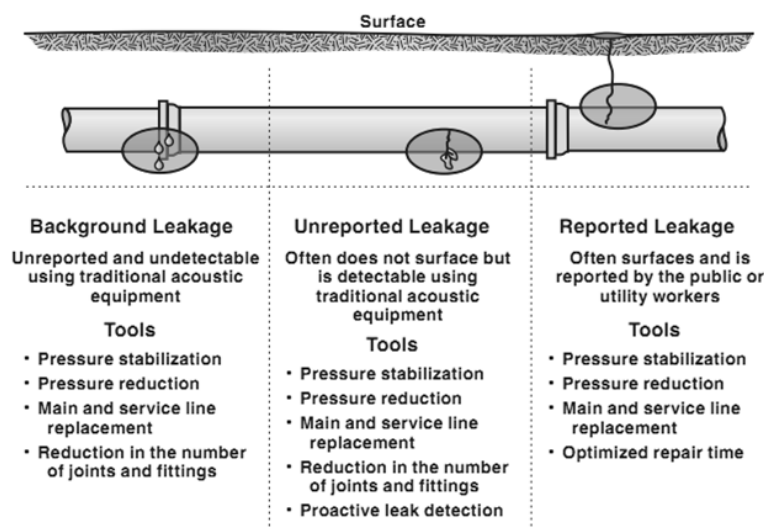 Surface
Background Leakage
Unreported and undetectable
using traditional acoustic
equipment
Tools
• Pressure stabilization
• Pressure reduction
• Main and service line
replacement
• Reduction in the number
of joints and fittings
Unreported Leakage
Often does not surface but
is detectable using
traditional acoustic
equipment
Tools
• Pressure stabilization
• Pressure reduction
• Main and service line
replacement
• Reduction in the number
of joints and fittings
• Proactive leak detection
Reported Leakage
Often surfaces and is
reported by the public or
utility workers
Tools
• Pressure stabilization
• Pressure reduction
• Main and service line
replacement
• Optimized repair time